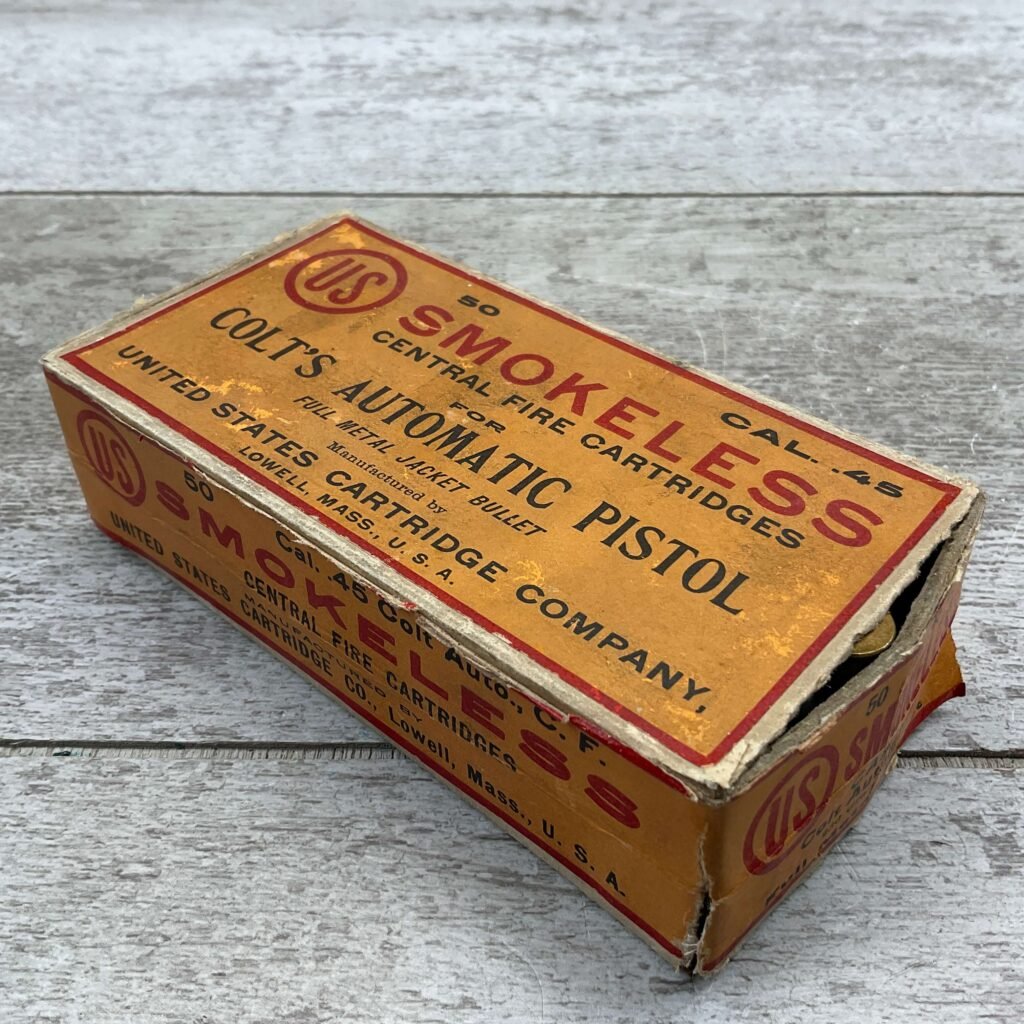 US
50
CAL. .45
SMOKELESS
CENTRAL FIRE CARTRIDGES
FOR
COLT'S AUTOMATIC PISTOL
FULL METAL JACKET BULLET
Manufactured by
UNITED STATES CARTRIDGE COMPANY,
LOWELL, MASS., U.S.A.
US
50
Cal. .45 Colt Auto., C. F.
SMOKELESS
CENTRAL FIRE CARTRIDGES
MANUFACTURED BY
UNITED STATES CARTRIDGE CO., Lowell, Mass., U. S. A.
US
50
Colt